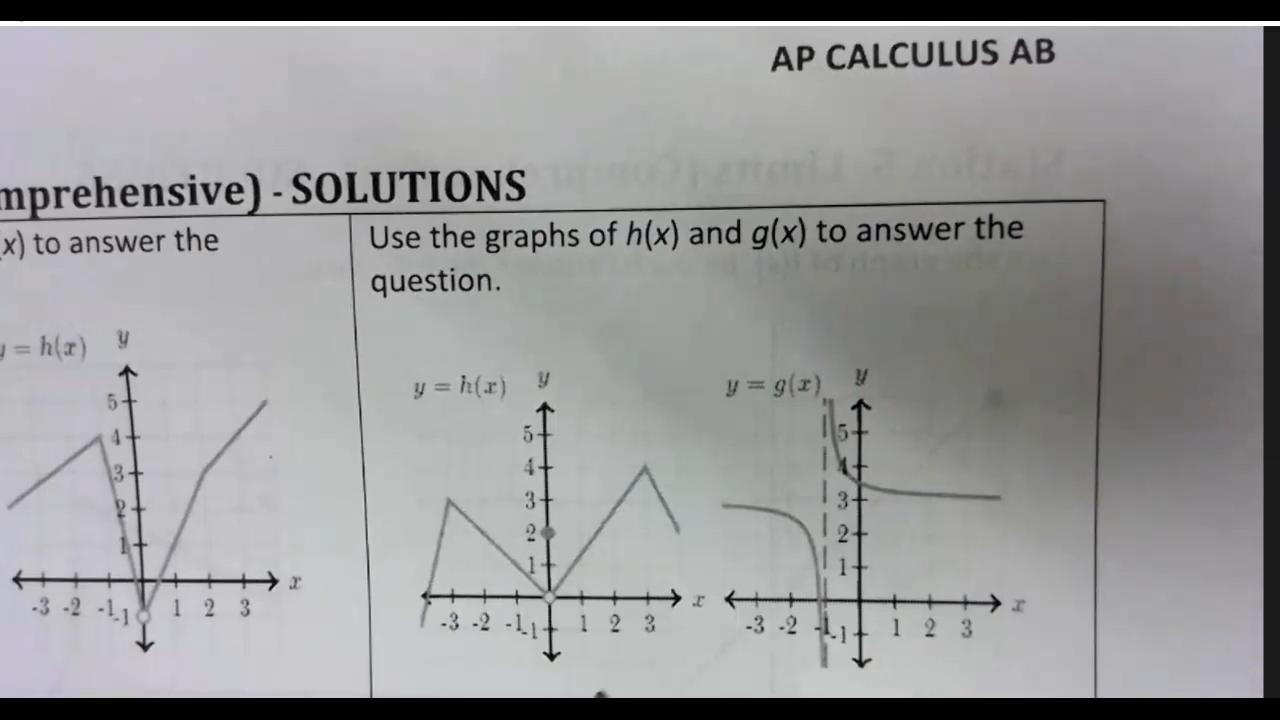 AP CALCULUS AB
mprehensive) - SOLUTIONS
(x) to answer the
Use the graphs of h(x) and g(x) to answer the
question.
y = h(x) y
5
4
3
2
1
-3 -2 -1 1 2 3 x
-1
y = h(x) y
5
4
3
2
1
-3 -2 -1 1 2 3 x
-1
y = g(x) y
5
4
3
2
1
-3 -2 -1 1 2 3 x
-1